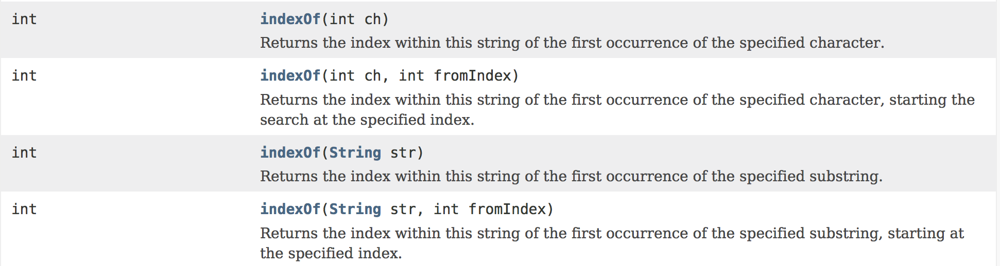 int indexOf(int ch)
Returns the index within this string of the first occurrence of the specified character.
int indexOf(int ch, int fromIndex)
Returns the index within this string of the first occurrence of the specified character, starting the
search at the specified index.
int indexOf(String str)
Returns the index within this string of the first occurrence of the specified substring.
int indexOf(String str, int fromIndex)
Returns the index within this string of the first occurrence of the specified substring, starting at
the specified index.